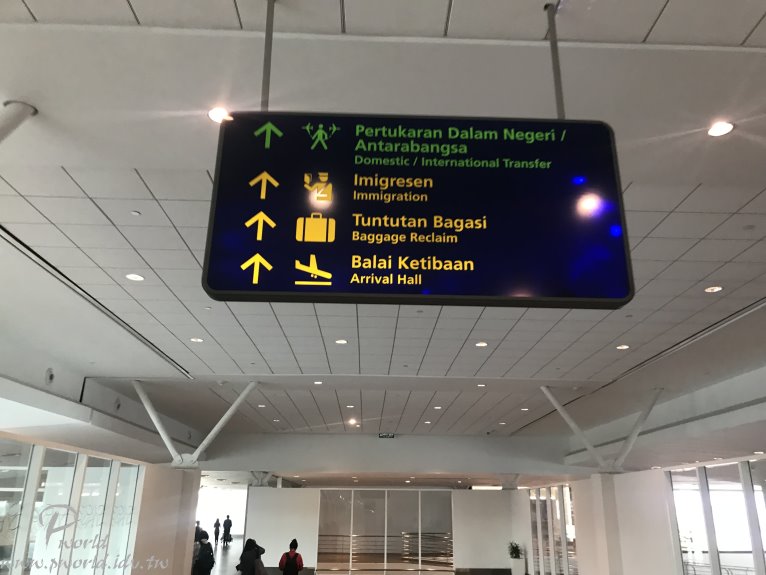 Pertukaran Dalam Negeri /
Antarabangsa
Domestic / International Transfer
Imigresen
Immigration
Tuntutan Bagasi
Baggage Reclaim
Balai Ketibaan
Arrival Hall
P world
www.pworld.idv.tw